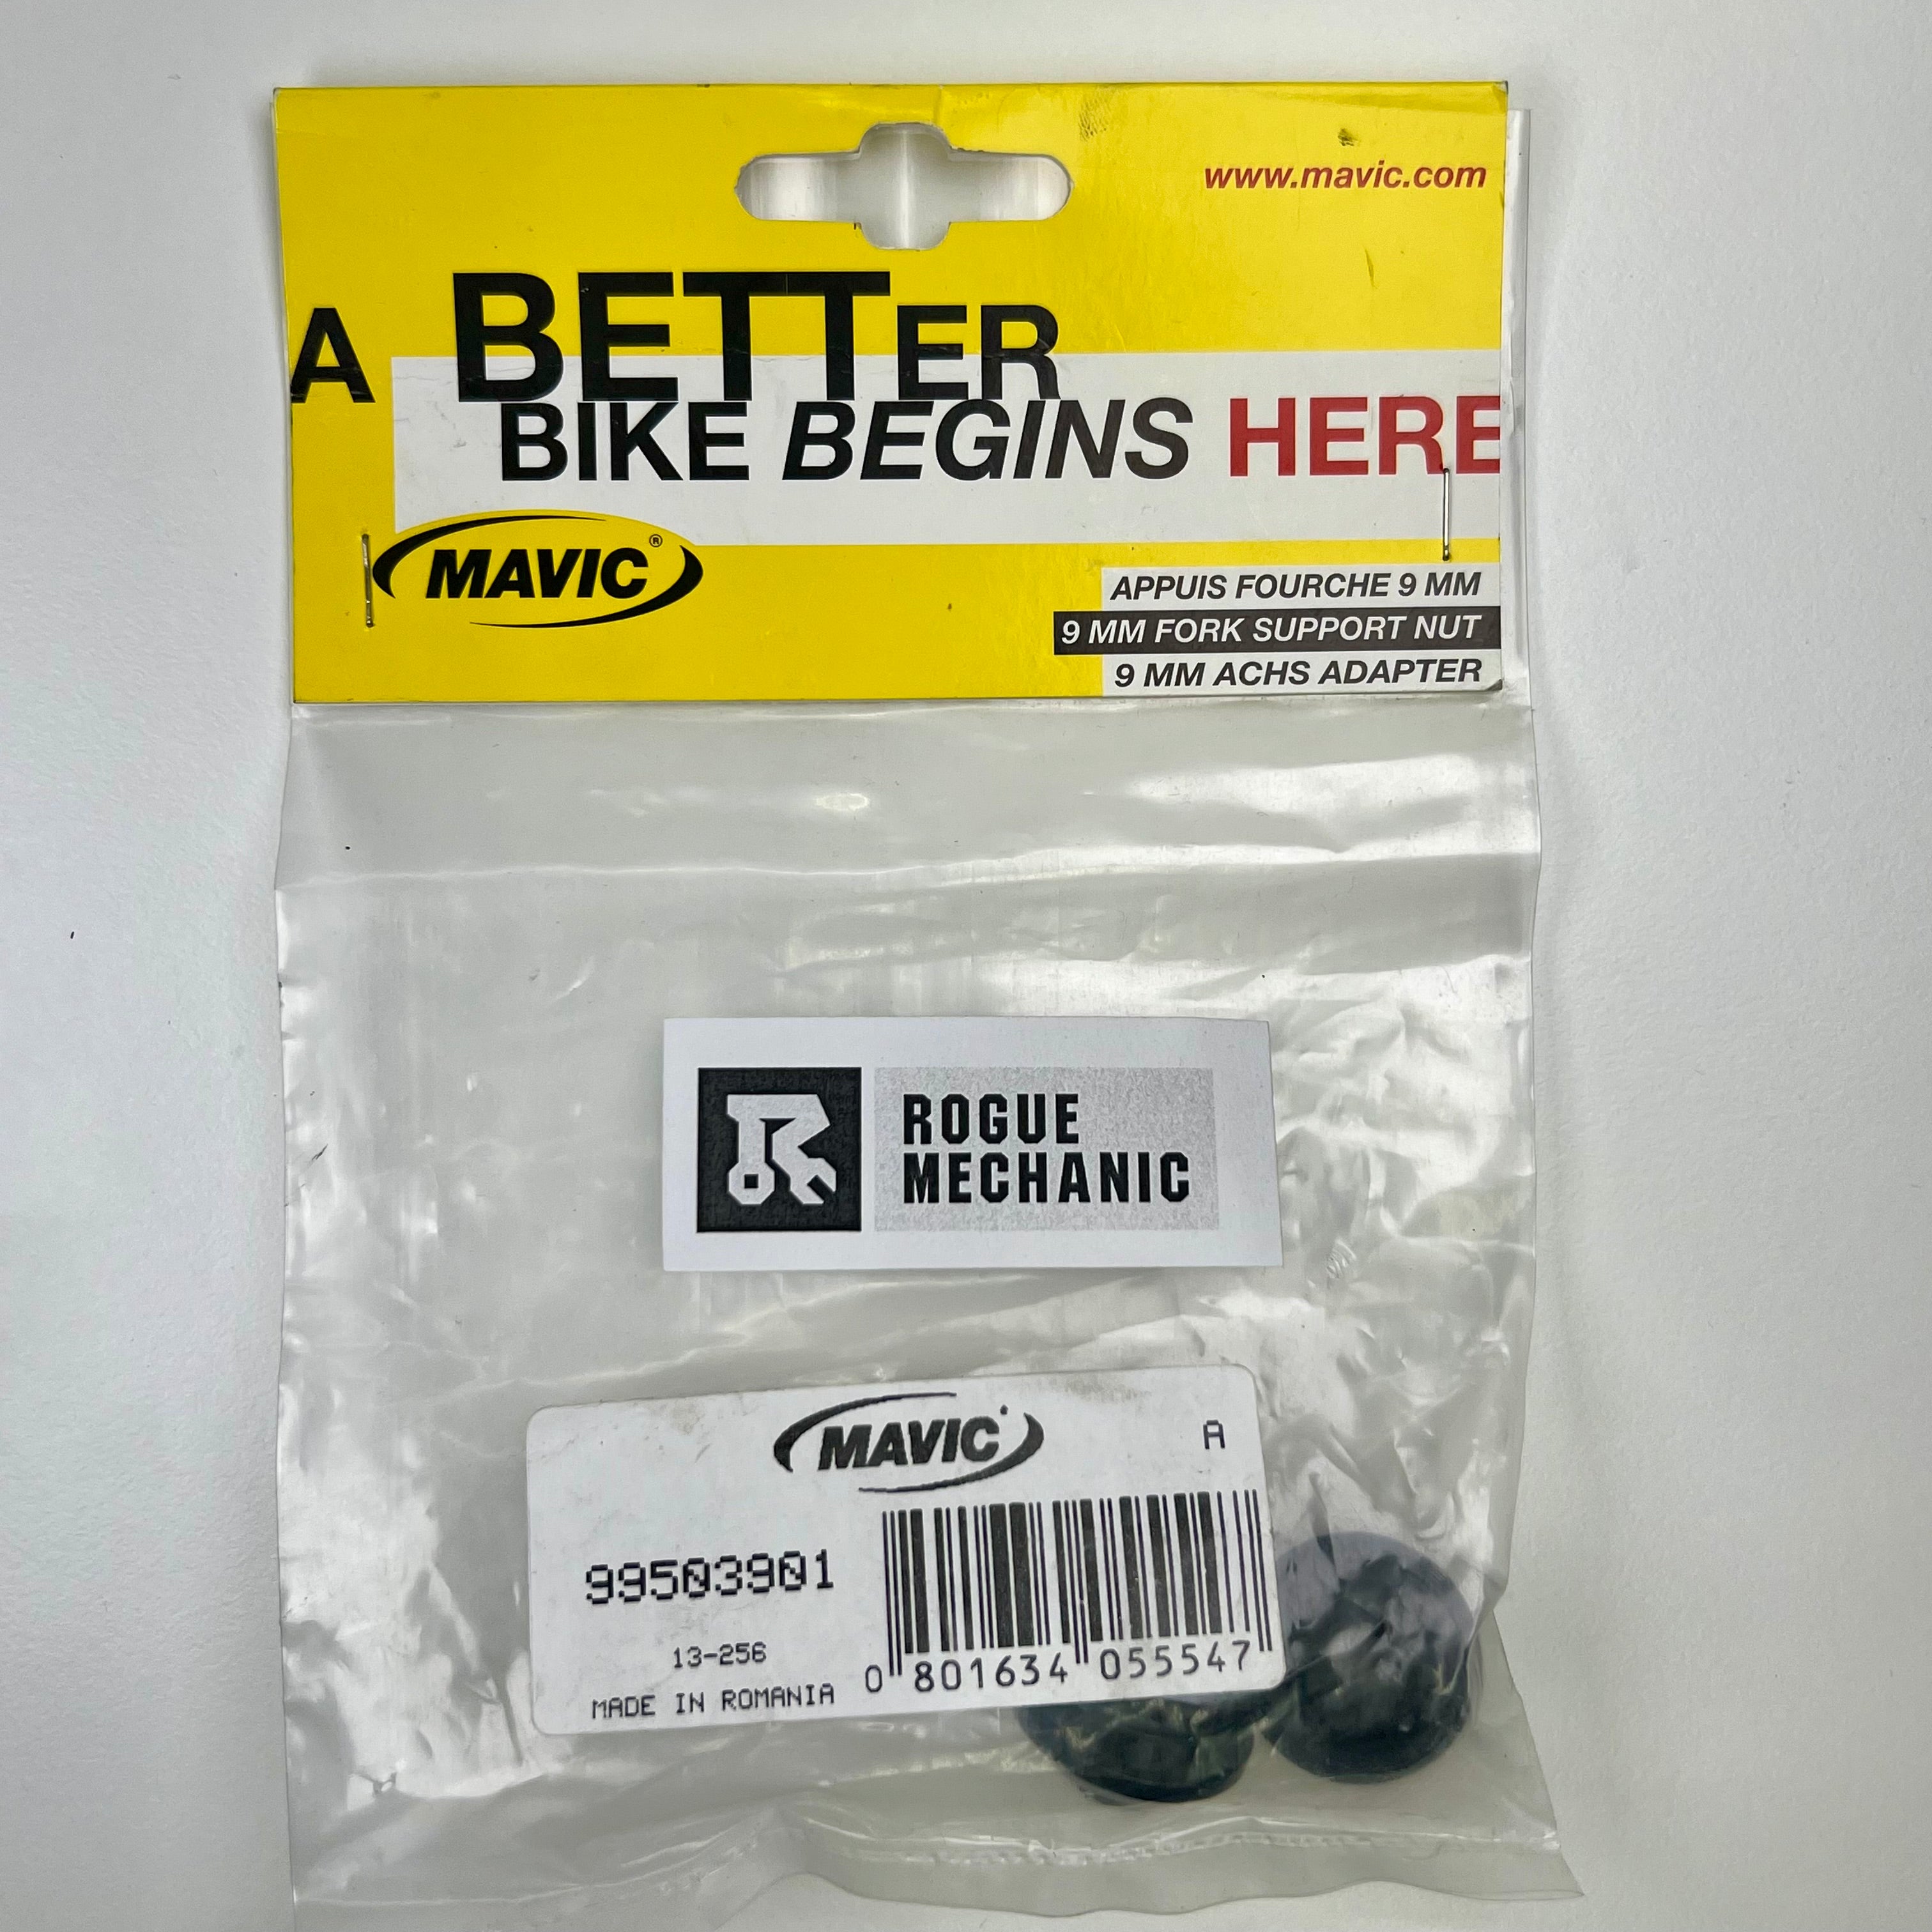 www.mavic.com
A BETTER
BIKE BEGINS HERE
MAVIC®
APPUIS FOURCHE 9 MM
9 MM FORK SUPPORT NUT
9 MM ACHS ADAPTER
ROGUE
MECHANIC
MAVIC
A
99503901
13-256
MADE IN ROMANIA
0 801634 055547